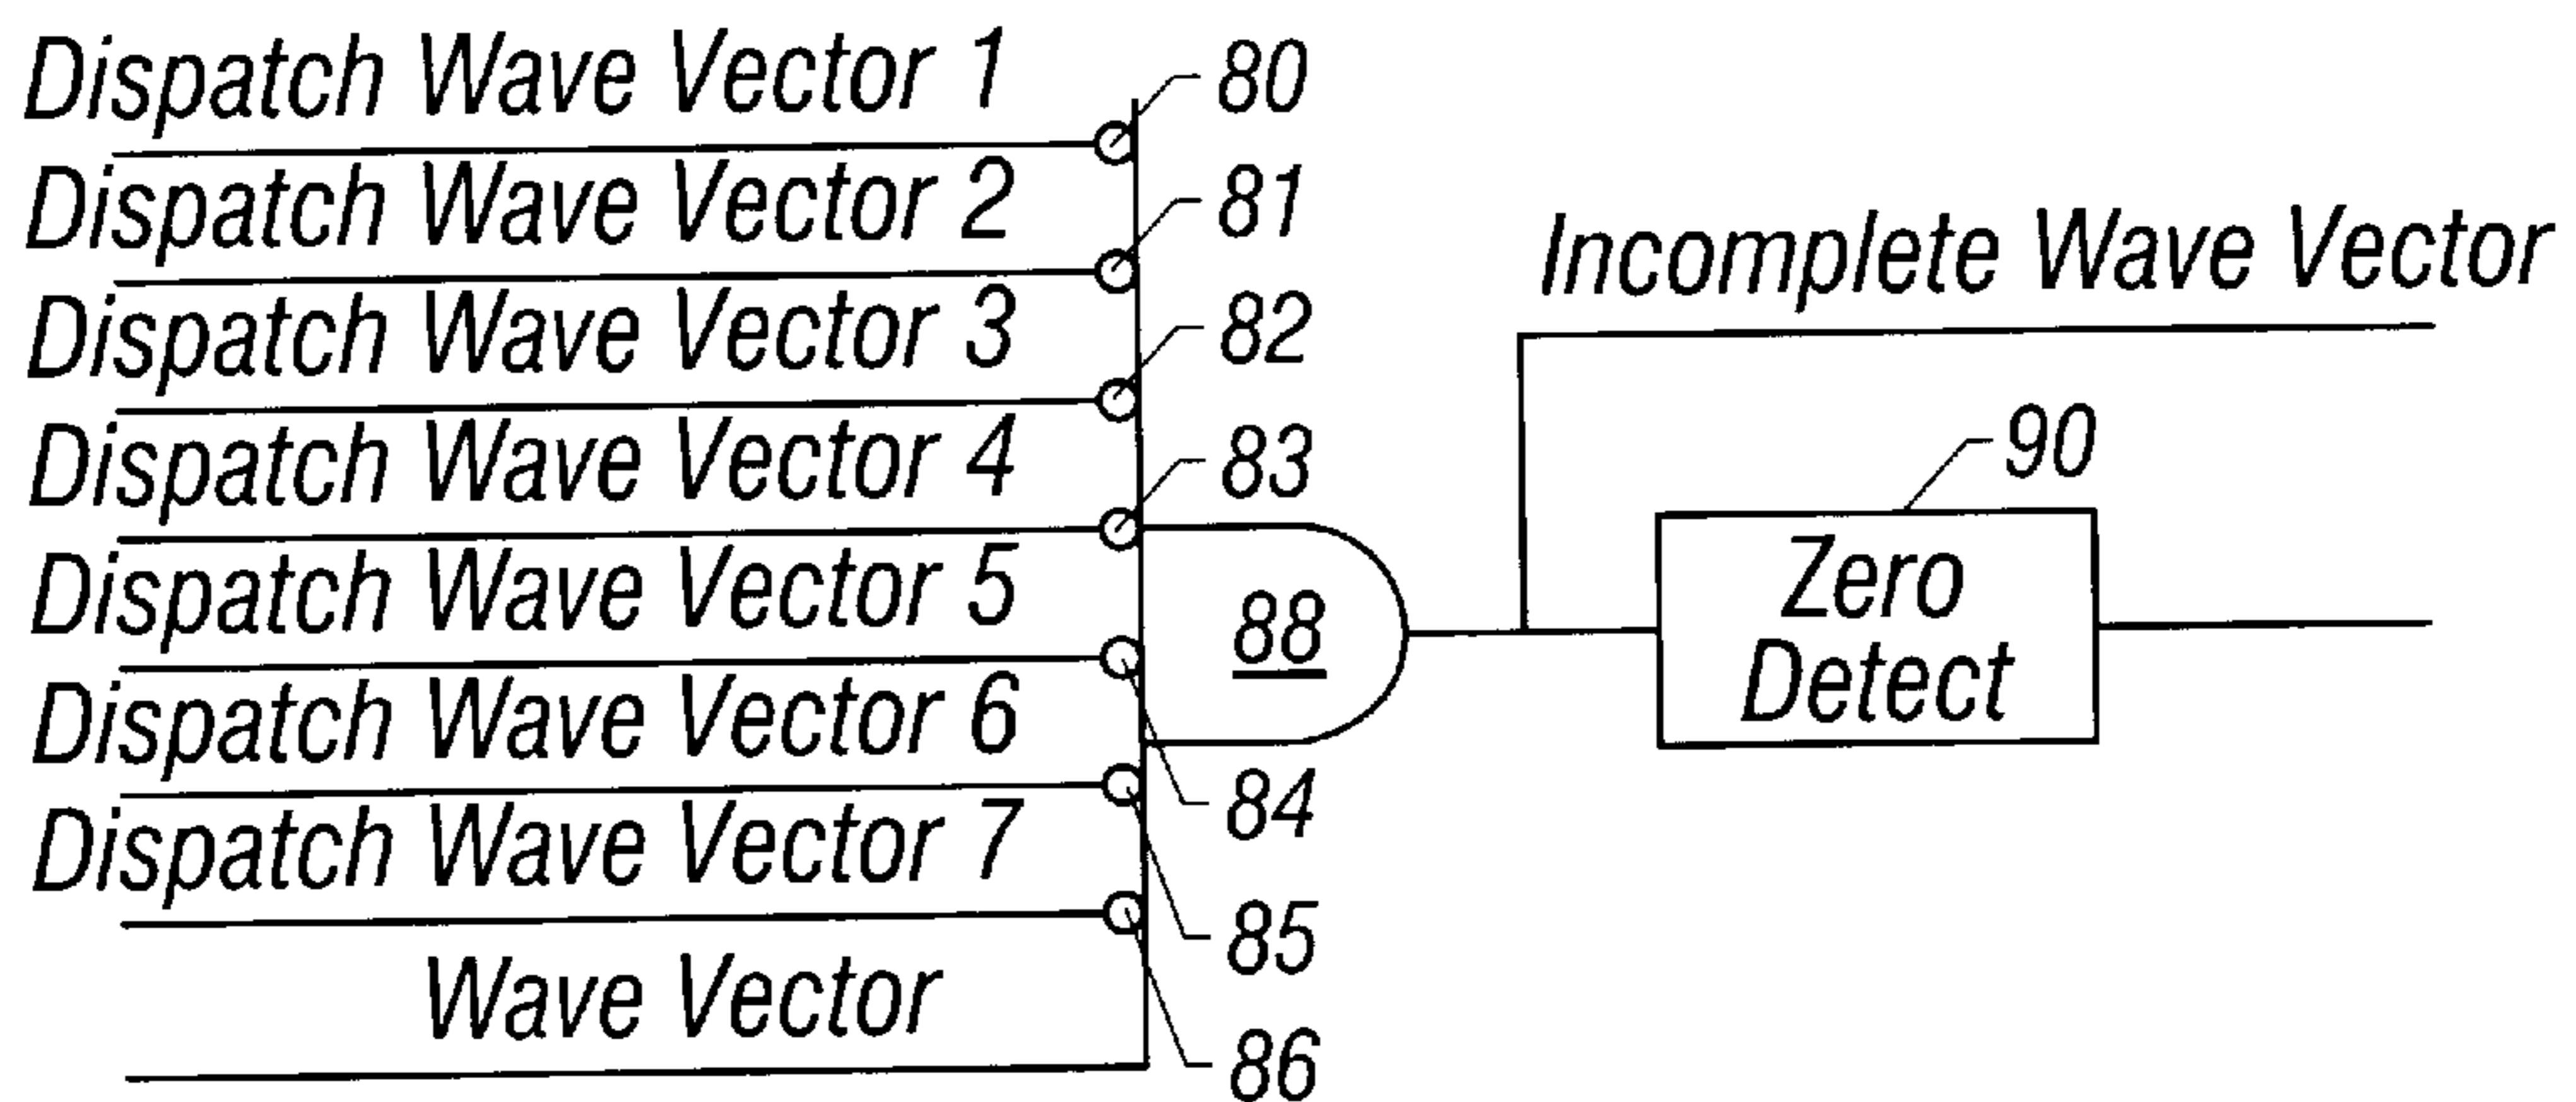 Dispatch Wave Vector 1
80
Dispatch Wave Vector 2
81
Incomplete Wave Vector
Dispatch Wave Vector 3
82
Dispatch Wave Vector 4
83
90
Dispatch Wave Vector 5
88
Zero
Detect
Dispatch Wave Vector 6
84
Dispatch Wave Vector 7
85
Wave Vector
86